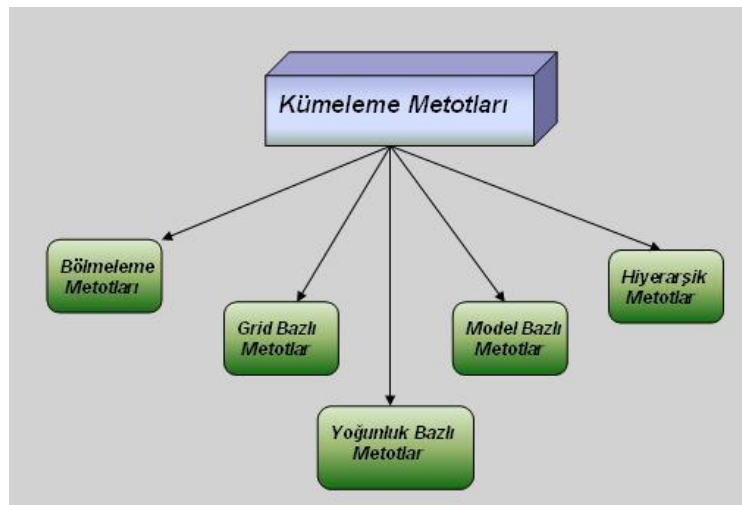 Kümeleme Metotları
Bölmeleme
Metotları
Grid Bazlı
Metotlar
Yoğunluk Bazlı
Metotlar
Model Bazlı
Metotlar
Hiyerarşik
Metotlar